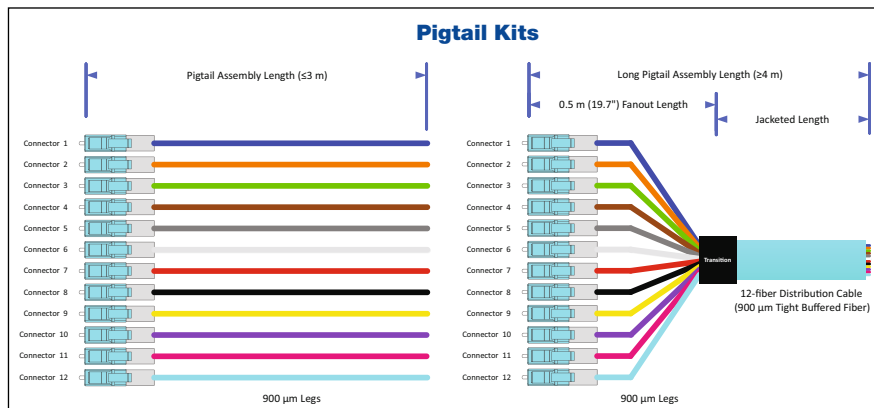 Pigtail Kits
Pigtail Assembly Length (≤3 m)
Connector 1
Connector 2
Connector 3
Connector 4
Connector 5
Connector 6
Connector 7
Connector 8
Connector 9
Connector 10
Connector 11
Connector 12
900 µm Legs
Long Pigtail Assembly Length (≥4 m)
0.5 m (19.7") Fanout Length
Jacketed Length
Connector 1
Connector 2
Connector 3
Connector 4
Connector 5
Connector 6
Connector 7
Connector 8
Connector 9
Connector 10
Connector 11
Connector 12
Transition
12-fiber Distribution Cable
(900 µm Tight Buffered Fiber)
900 µm Legs